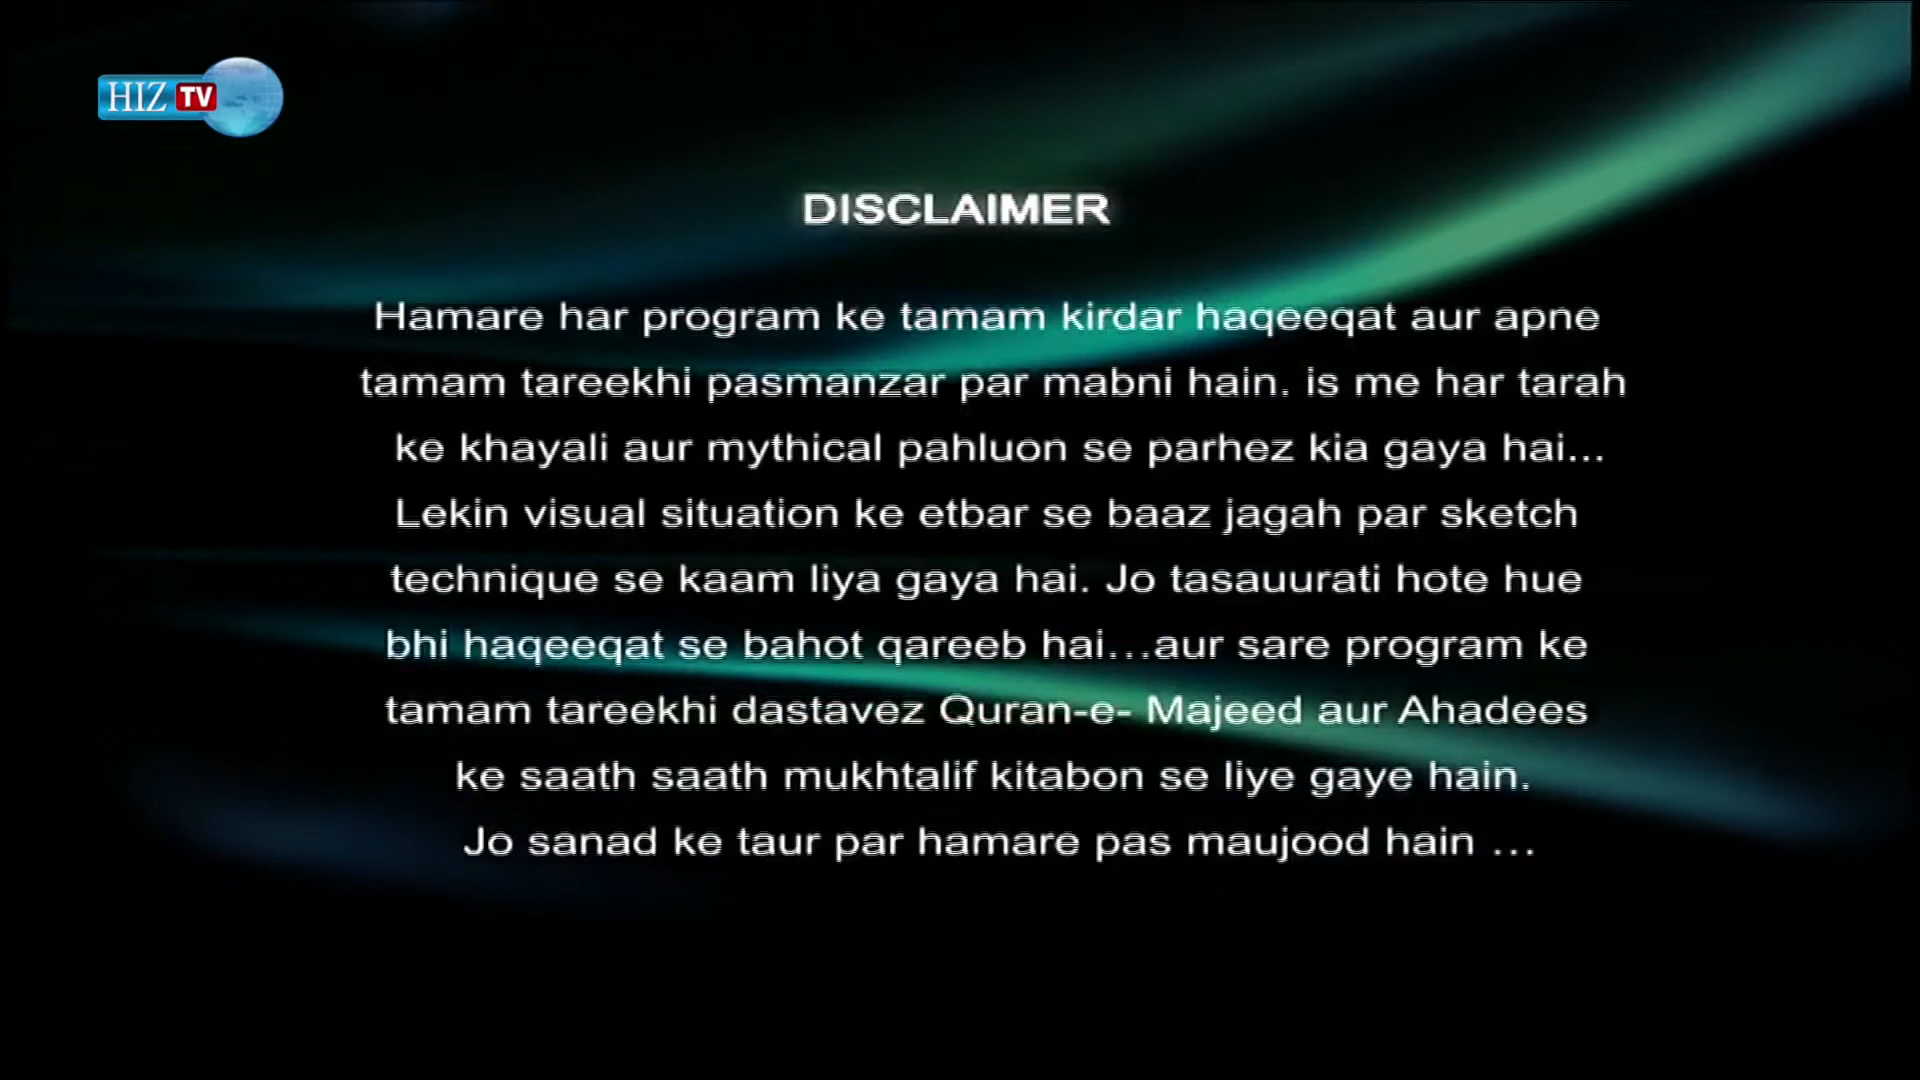 HIZ TV
DISCLAIMER
Hamare har program ke tamam kirdar haqeeqat aur apne
tamam tareekhi pasmanzar par mabni hain. is me har tarah
ke khayali aur mythical pahluon se parhez kia gaya hai...
Lekin visual situation ke etbar se baaz jagah par sketch
technique se kaam liya gaya hai. Jo tasauurati hote hue
bhi haqeeqat se bahot qareeb hai...aur sare program ke
tamam tareekhi dastavez Quran-e- Majeed aur Ahadees
ke saath saath mukhtalif kitabon se liye gaye hain.
Jo sanad ke taur par hamare pas maujood hain ...